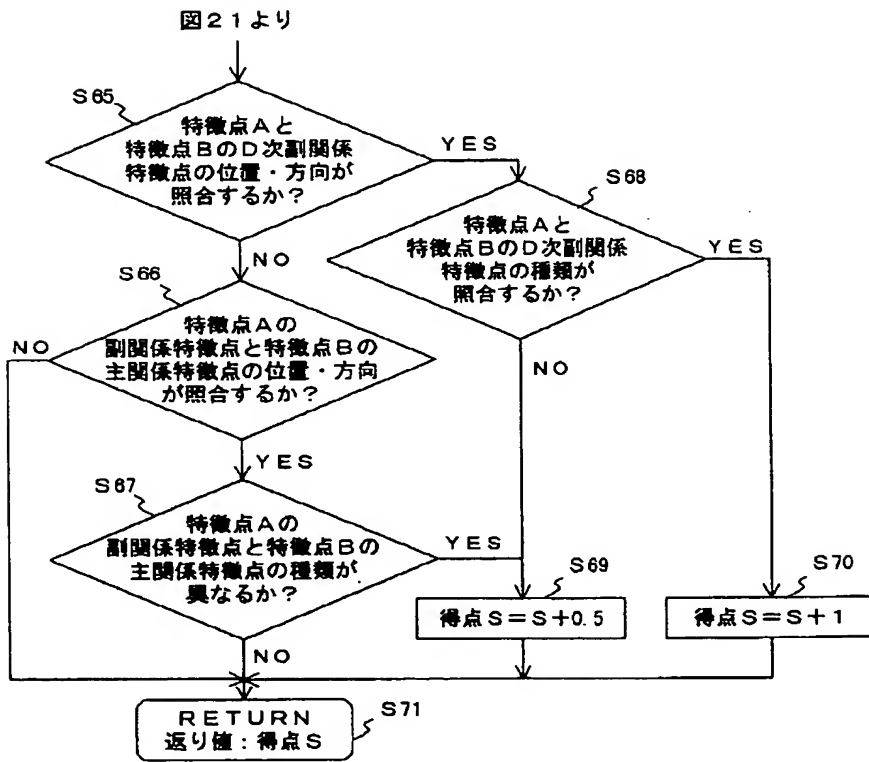 図21より
S65
特徴点Aと
特徴点BのD次副関係
特徴点の位置・方向が
照合するか?
YES
NO
S68
特徴点Aと
特徴点BのD次副関係
特徴点の種類が
照合するか?
YES
NO
S66
特徴点Aの
副関係特徴点と特徴点Bの
主関係特徴点の位置・方向
が照合するか?
NO
YES
S67
特徴点Aの
副関係特徴点と特徴点Bの
主関係特徴点の種類が
異なるか?
YES
NO
S69
得点S=S+0.5
S70
得点S=S+1
RETURN
返り値:得点S
S71